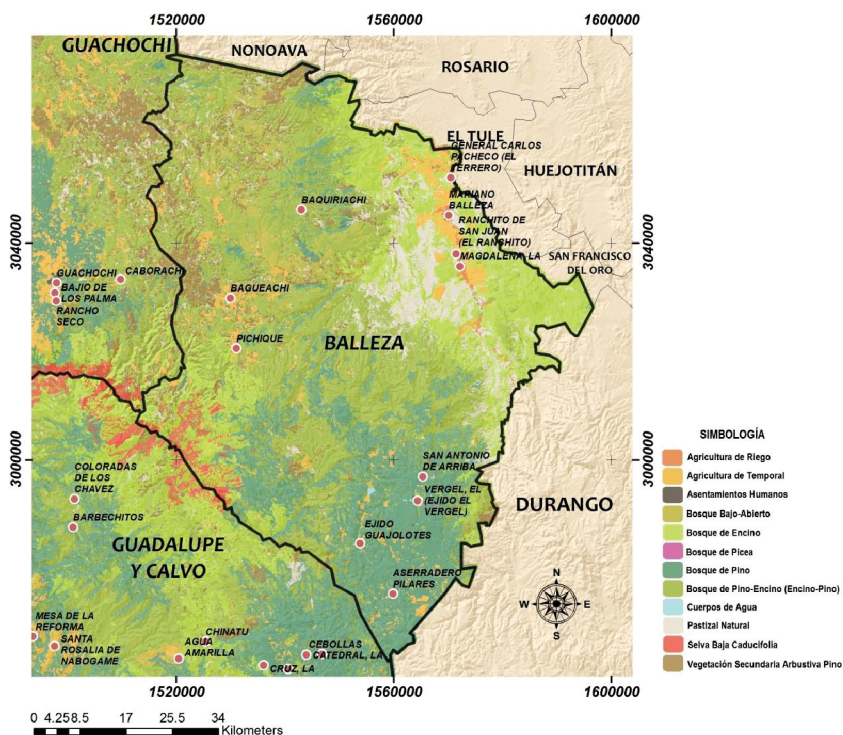 1520000 1560000 1600000
GUACHOCHI
NONOAVA
ROSARIO
EL TULE
GENERAL CARLOS
PACHECO (EL
TERRERO)
HUEJOTITÁN
MARIANO
BALLEZA
BAQUIRIACHI
RANCHITO DE
SAN JUAN
(EL RANCHITO)
MAGDALENA, LA
SAN FRANCISCO
DEL ORO
3040000
3040000
GUACHOCHI
CABORACHI
BAJIO DE
LOS PALMA
RANCHO
SECO
BAGUEACHI
PICHIQUE
BALLEZA
3000000
3000000
SAN ANTONIO
DE ARRIBA
COLORADAS
DE LOS
CHAVEZ
VERGEL, EL
(EJIDO EL
VERGEL)
DURANGO
BARBECHITOS
EJIDO
GUAJOLOTES
GUADALUPE
Y CALVO
ASERRADERO
PILARES
MESA DE LA
REFORMA
SANTA
ROSALIA DE
NABOGAME
CHINATU
AGUA
AMARILLA
CEBOLLAS
CATEDRAL, LA
CRUZ, LA
N
W E
S
1520000 1560000 1600000
0 4.25 8.5 17 25.5 34
Kilometers
SIMBOLOGÍA
Agricultura de Riego
Agricultura de Temporal
Asentamientos Humanos
Bosque Bajo-Abierto
Bosque de Encino
Bosque de Picea
Bosque de Pino
Bosque de Pino-Encino (Encino-Pino)
Cuerpos de Agua
Pastizal Natural
Selva Baja Caducifolia
Vegetación Secundaria Arbustiva Pino